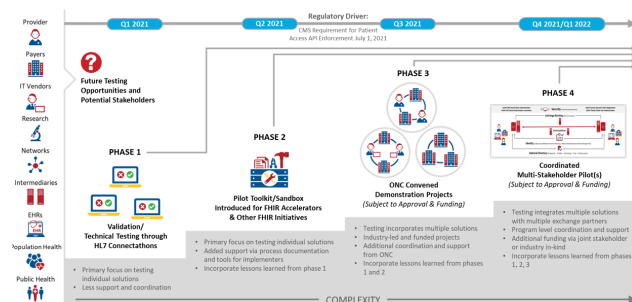 Provider
Payers
IT Vendors
Research
Networks
Intermediaries
EHRs
Population Health
Public Health
Q1 2021
Q2 2021
Regulatory Driver:
CMS Requirement for Patient
Access API Enforcement July 1, 2021
Q3 2021
Q4 2021/Q1 2022
?
Future Testing
Opportunities and
Potential Stakeholders
PHASE 1
Validation/
Technical Testing through
HL7 Connectathons
• Primary focus on testing
individual solutions
• Less support and coordination
PHASE 2
Pilot Toolkit/Sandbox
Introduced for FHIR Accelerators
& Other FHIR Initiatives
• Primary focus on testing individual solutions
• Added support via process documentation
and tools for implementers
• Incorporate lessons learned from phase 1
PHASE 3
ONC Convened
Demonstration Projects
(Subject to Approval & Funding)
• Testing incorporates multiple solutions
• Industry-led and funded projects
• Additional coordination and support
from ONC
• Incorporate lessons learned from phases
1 and 2
PHASE 4
Coordinated
Multi-Stakeholder Pilot(s)
(Subject to Approval & Funding)
• Testing integrates multiple solutions
with multiple exchange partners
• Program level coordination and support
• Additional funding via joint stakeholder
or industry in-kind
• Incorporate lessons learned from phases
1, 2, 3
COMPLEXITY